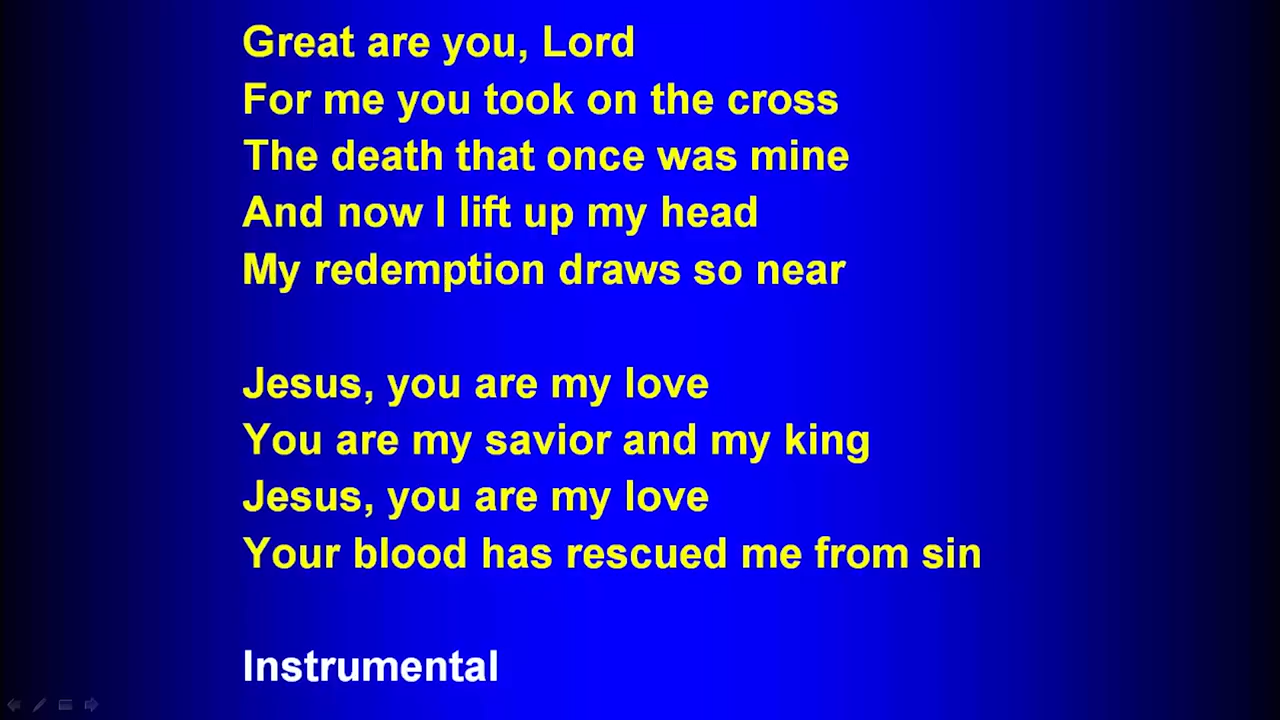 Great are you, Lord
For me you took on the cross
The death that once was mine
And now I lift up my head
My redemption draws so near
Jesus, you are my love
You are my savior and my king
Jesus, you are my love
Your blood has rescued me from sin
Instrumental